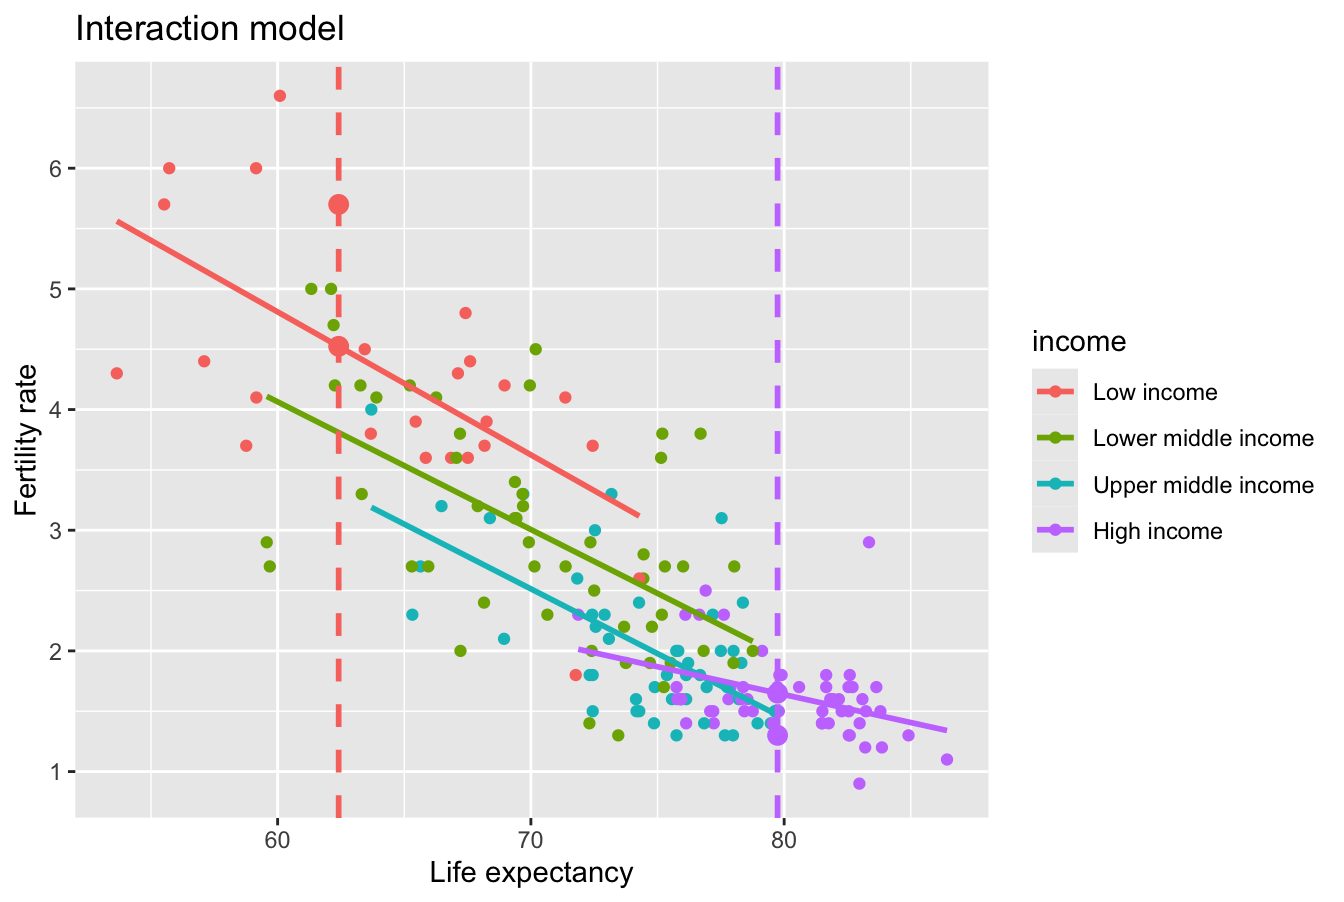 Interaction model
Fertility rate
6
5
4
3
2
1
60 70 80
Life expectancy
income
Low income
Lower middle income
Upper middle income
High income